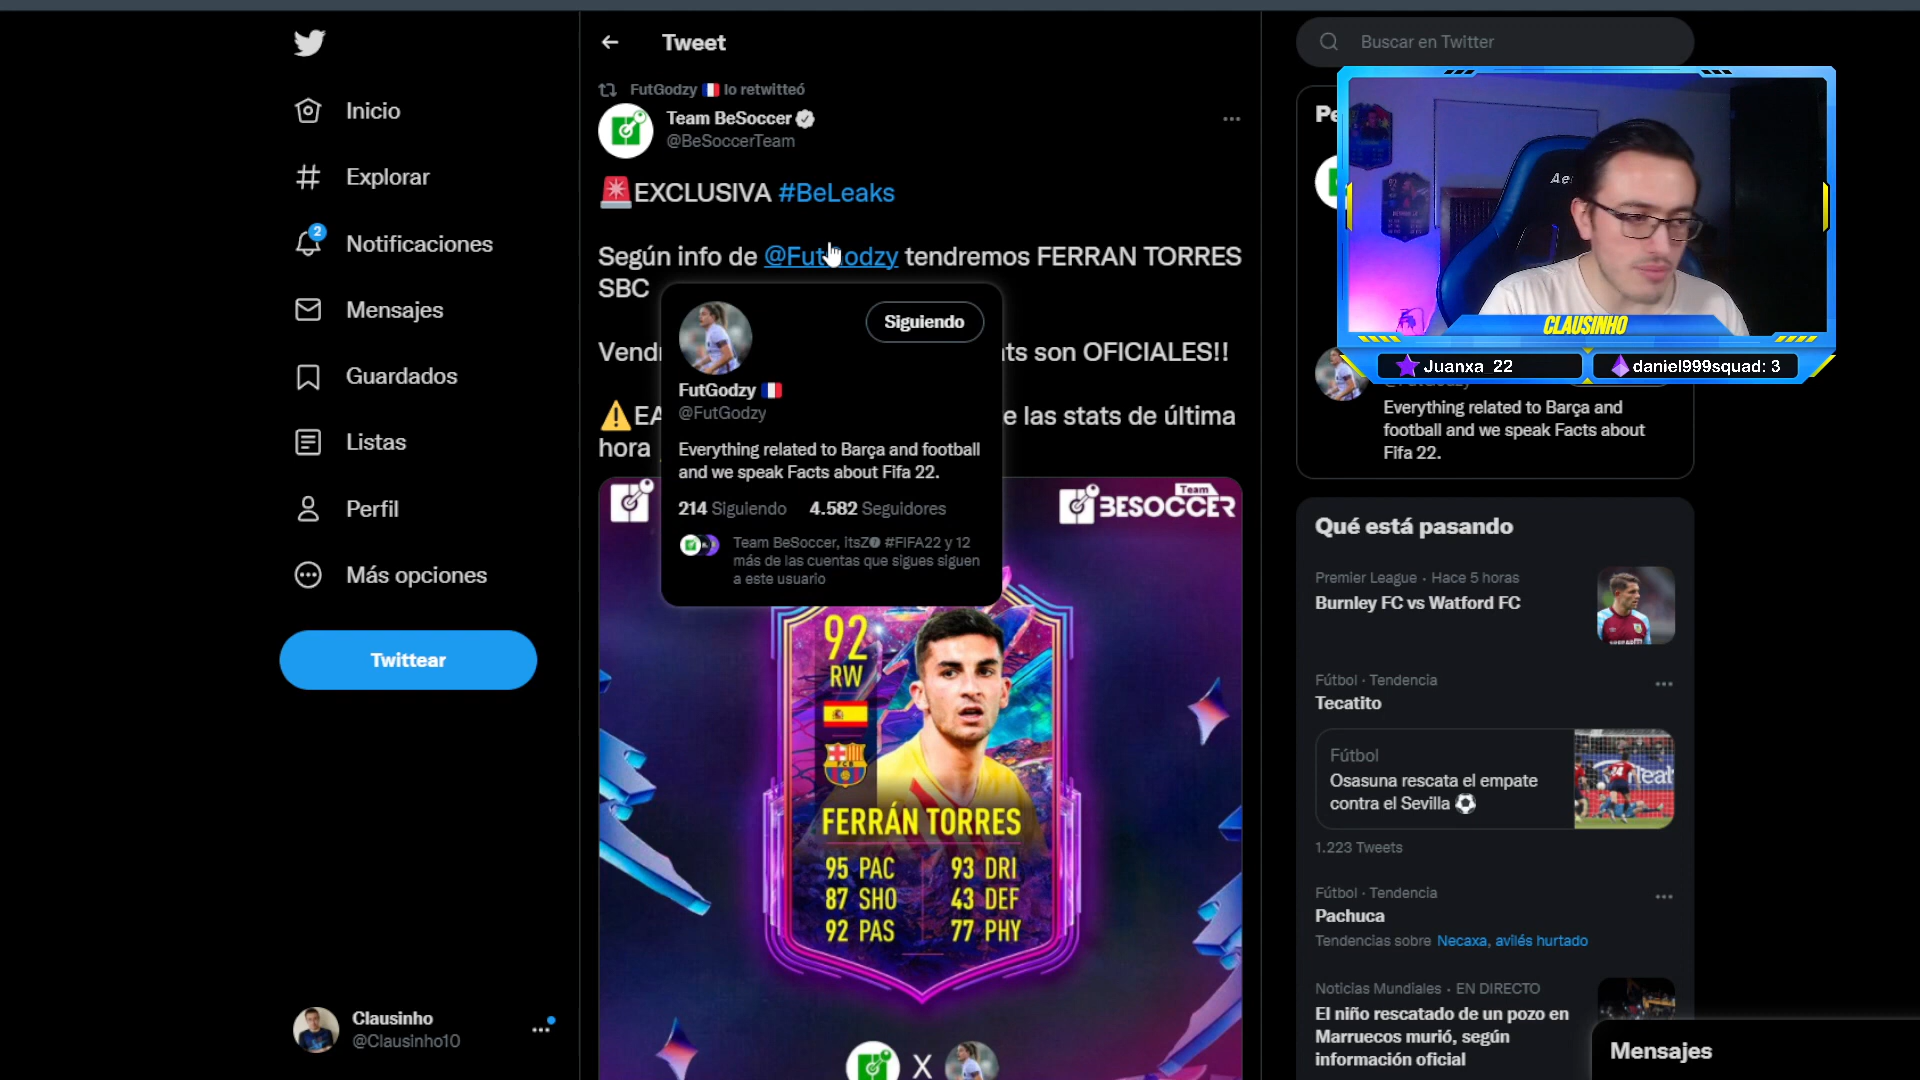 Inicio
Explorar
2
Notificaciones
Mensajes
Guardados
Listas
Perfil
Más opciones
Twittear
Clausinho
@Clausinho10
Tweet
FutGodzy lo retwitteó
Team BeSoccer
@BeSoccerTeam
EXCLUSIVA #BeLeaks
Según info de @FutGodzy tendremos FERRAN TORRES
SBC
son OFICIALES!!
las stats de última
hora
Siguiendo
FutGodzy
@FutGodzy
Everything related to Barça and football
and we speak Facts about Fifa 22.
214 Siguiendo 4.582 Seguidores
Team BeSoccer, itsZ #FIFA22 y 12
más de las cuentas que sigues siguen
a este usuario
Team
BESOCCER
92
RW
FCB
FERRÁN TORRES
95 PAC 93 DRI
87 SHO 43 DEF
92 PAS 77 PHY
X
Buscar en Twitter
CLAUSINHO
Juanxa 22
daniel999squad: 3
Everything related to Barça and
football and we speak Facts about
Fifa 22.
Qué está pasando
Premier League · Hace 5 horas
Burnley FC vs Watford FC
Fútbol · Tendencia
Tecatito
Fútbol
Osasuna rescata el empate
contra el Sevilla
1.223 Tweets
Fútbol · Tendencia
Pachuca
Tendencias sobre Necaxa, avilés hurtado
Noticias Mundiales · EN DIRECTO
El niño rescatado de un pozo en
Marruecos murió, según
información oficial
Mensajes